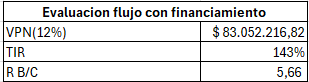 Evaluacion flujo con financiamiento
VPN(12%) $ 83.052.216,82
TIR 143%
R B/C 5,66